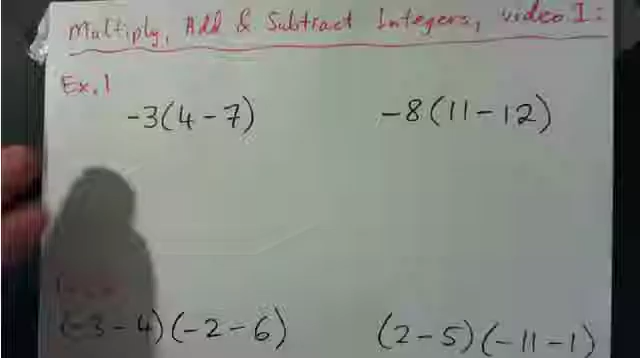 Multiply, Add & Subtract Integers, video I:
Ex.1
-3(4-7) -8(11-12)
(-3-4)(-2-6) (2-5)(-11-1)